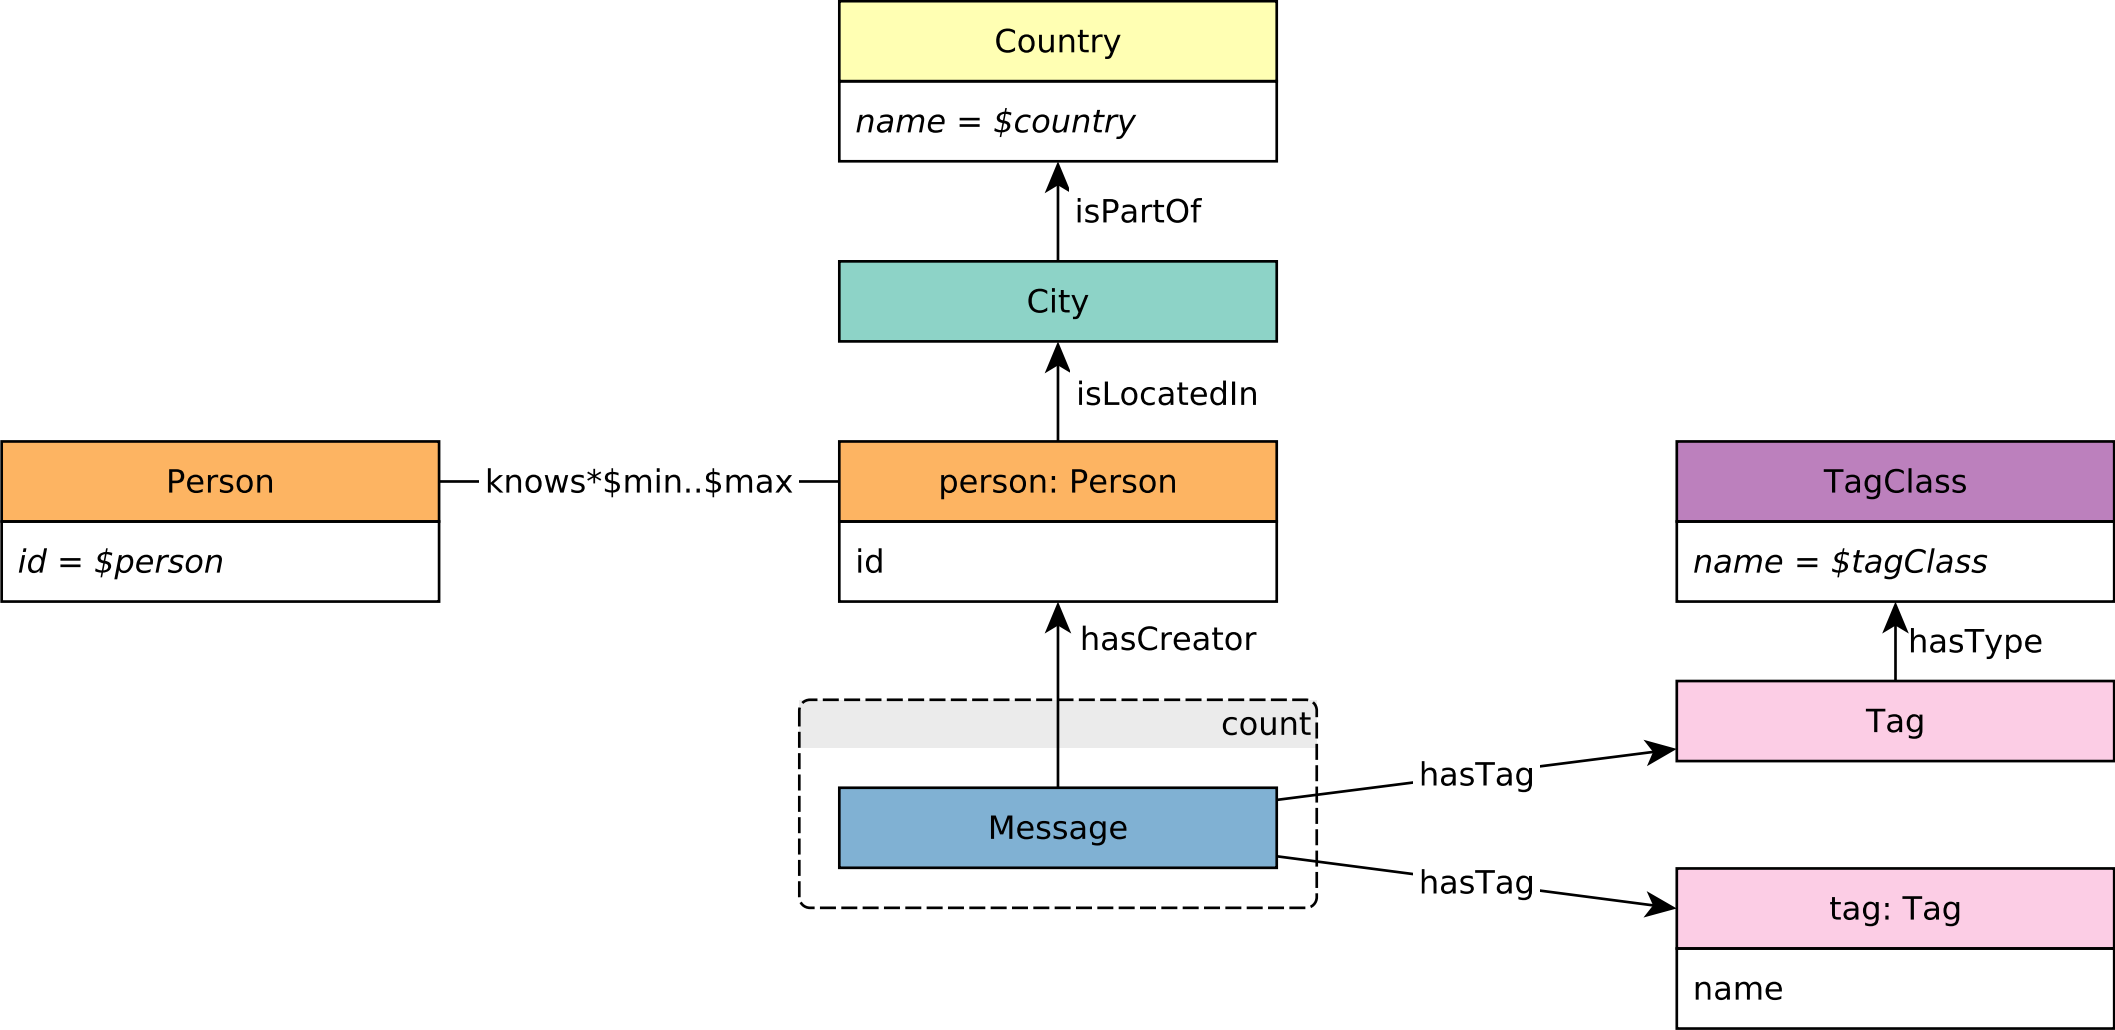 Country
name = $country
isPartOf
City
isLocatedIn
Person
id = $person
knows*$min..$max
person: Person
id
TagClass
name = $tagClass
hasCreator
hasType
count
Message
Tag
hasTag
hasTag
tag: Tag
name